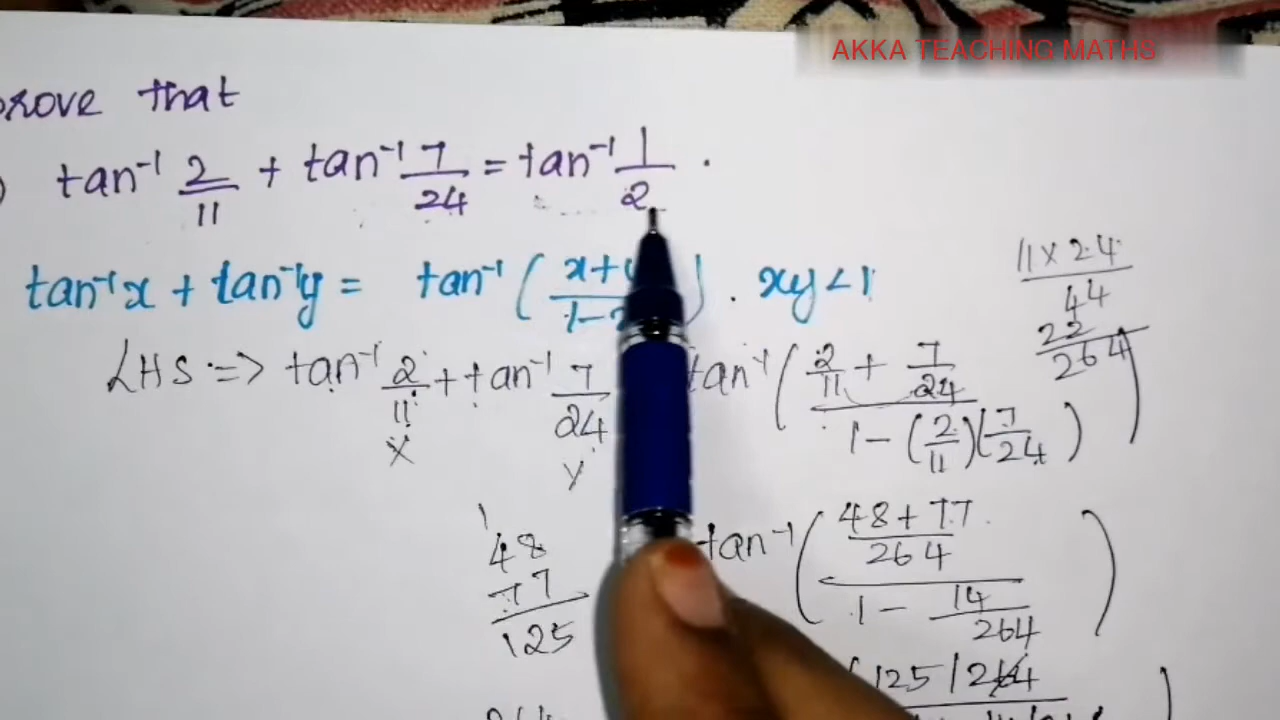 AKKA TEACHING MATHS
prove that
tan⁻¹ 2/11 + tan⁻¹ 7/24 = tan⁻¹ 1/2 .
tan⁻¹x + tan⁻¹y = tan⁻¹ ( x+ / 1- ) . xy < 1
11 × 24
44
22
264
LHS => tan⁻¹ 2/11 + tan⁻¹ 7/24 tan⁻¹ ( 2/11 + 7/24 / 1 - (2/11)(7/24) )
x y
1
48
77
125
tan⁻¹ ( 48+77/264 / 1 - 14/264 )
125/264